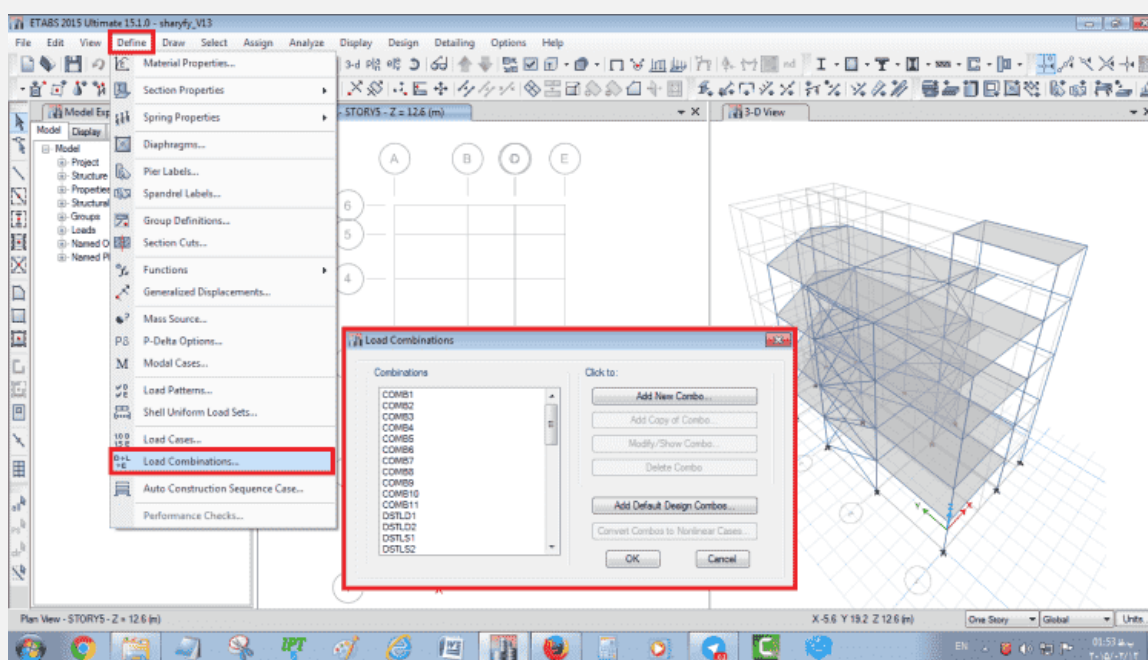 ETABS 2015 Ultimate 15.1.0 - sheryfy_V13
File Edit View Define Draw Select Assign Analyze Display Design Detailing Options Help
Material Properties...
Section Properties
Spring Properties
Diaphragms...
Pier Labels...
Spandrel Labels...
Group Definitions...
Section Cuts...
Functions
Generalized Displacements...
Mass Source...
P-Delta Options...
Modal Cases...
Load Patterns...
Shell Uniform Load Sets...
Load Cases...
Load Combinations...
Auto Construction Sequence Case...
Performance Checks...
Model Exp
Model Display
Model
Project
Structure
Properties
Structural
Groups
Loads
Named O
Named Pl
- STORY5 - Z = 12.6 (m)
A B D E
6
5
4
3-D View
Load Combinations
Combinations
COMB1
COMB2
COMB3
COMB4
COMB5
COMB6
COMB7
COMB8
COMB9
COMB10
COMB11
DSTLD1
DSTLD2
DSTLS1
DSTLS2
Click to:
Add New Combo...
Add Copy of Combo...
Modify/Show Combo...
Delete Combo
Add Default Design Combos...
Convert Combos to Nonlinear Cases...
OK Cancel
Plan View - STORY5 - Z = 12.6 (m)
X -5.6 Y 19.2 Z 12.6 (m)
One Story Global Units
EN